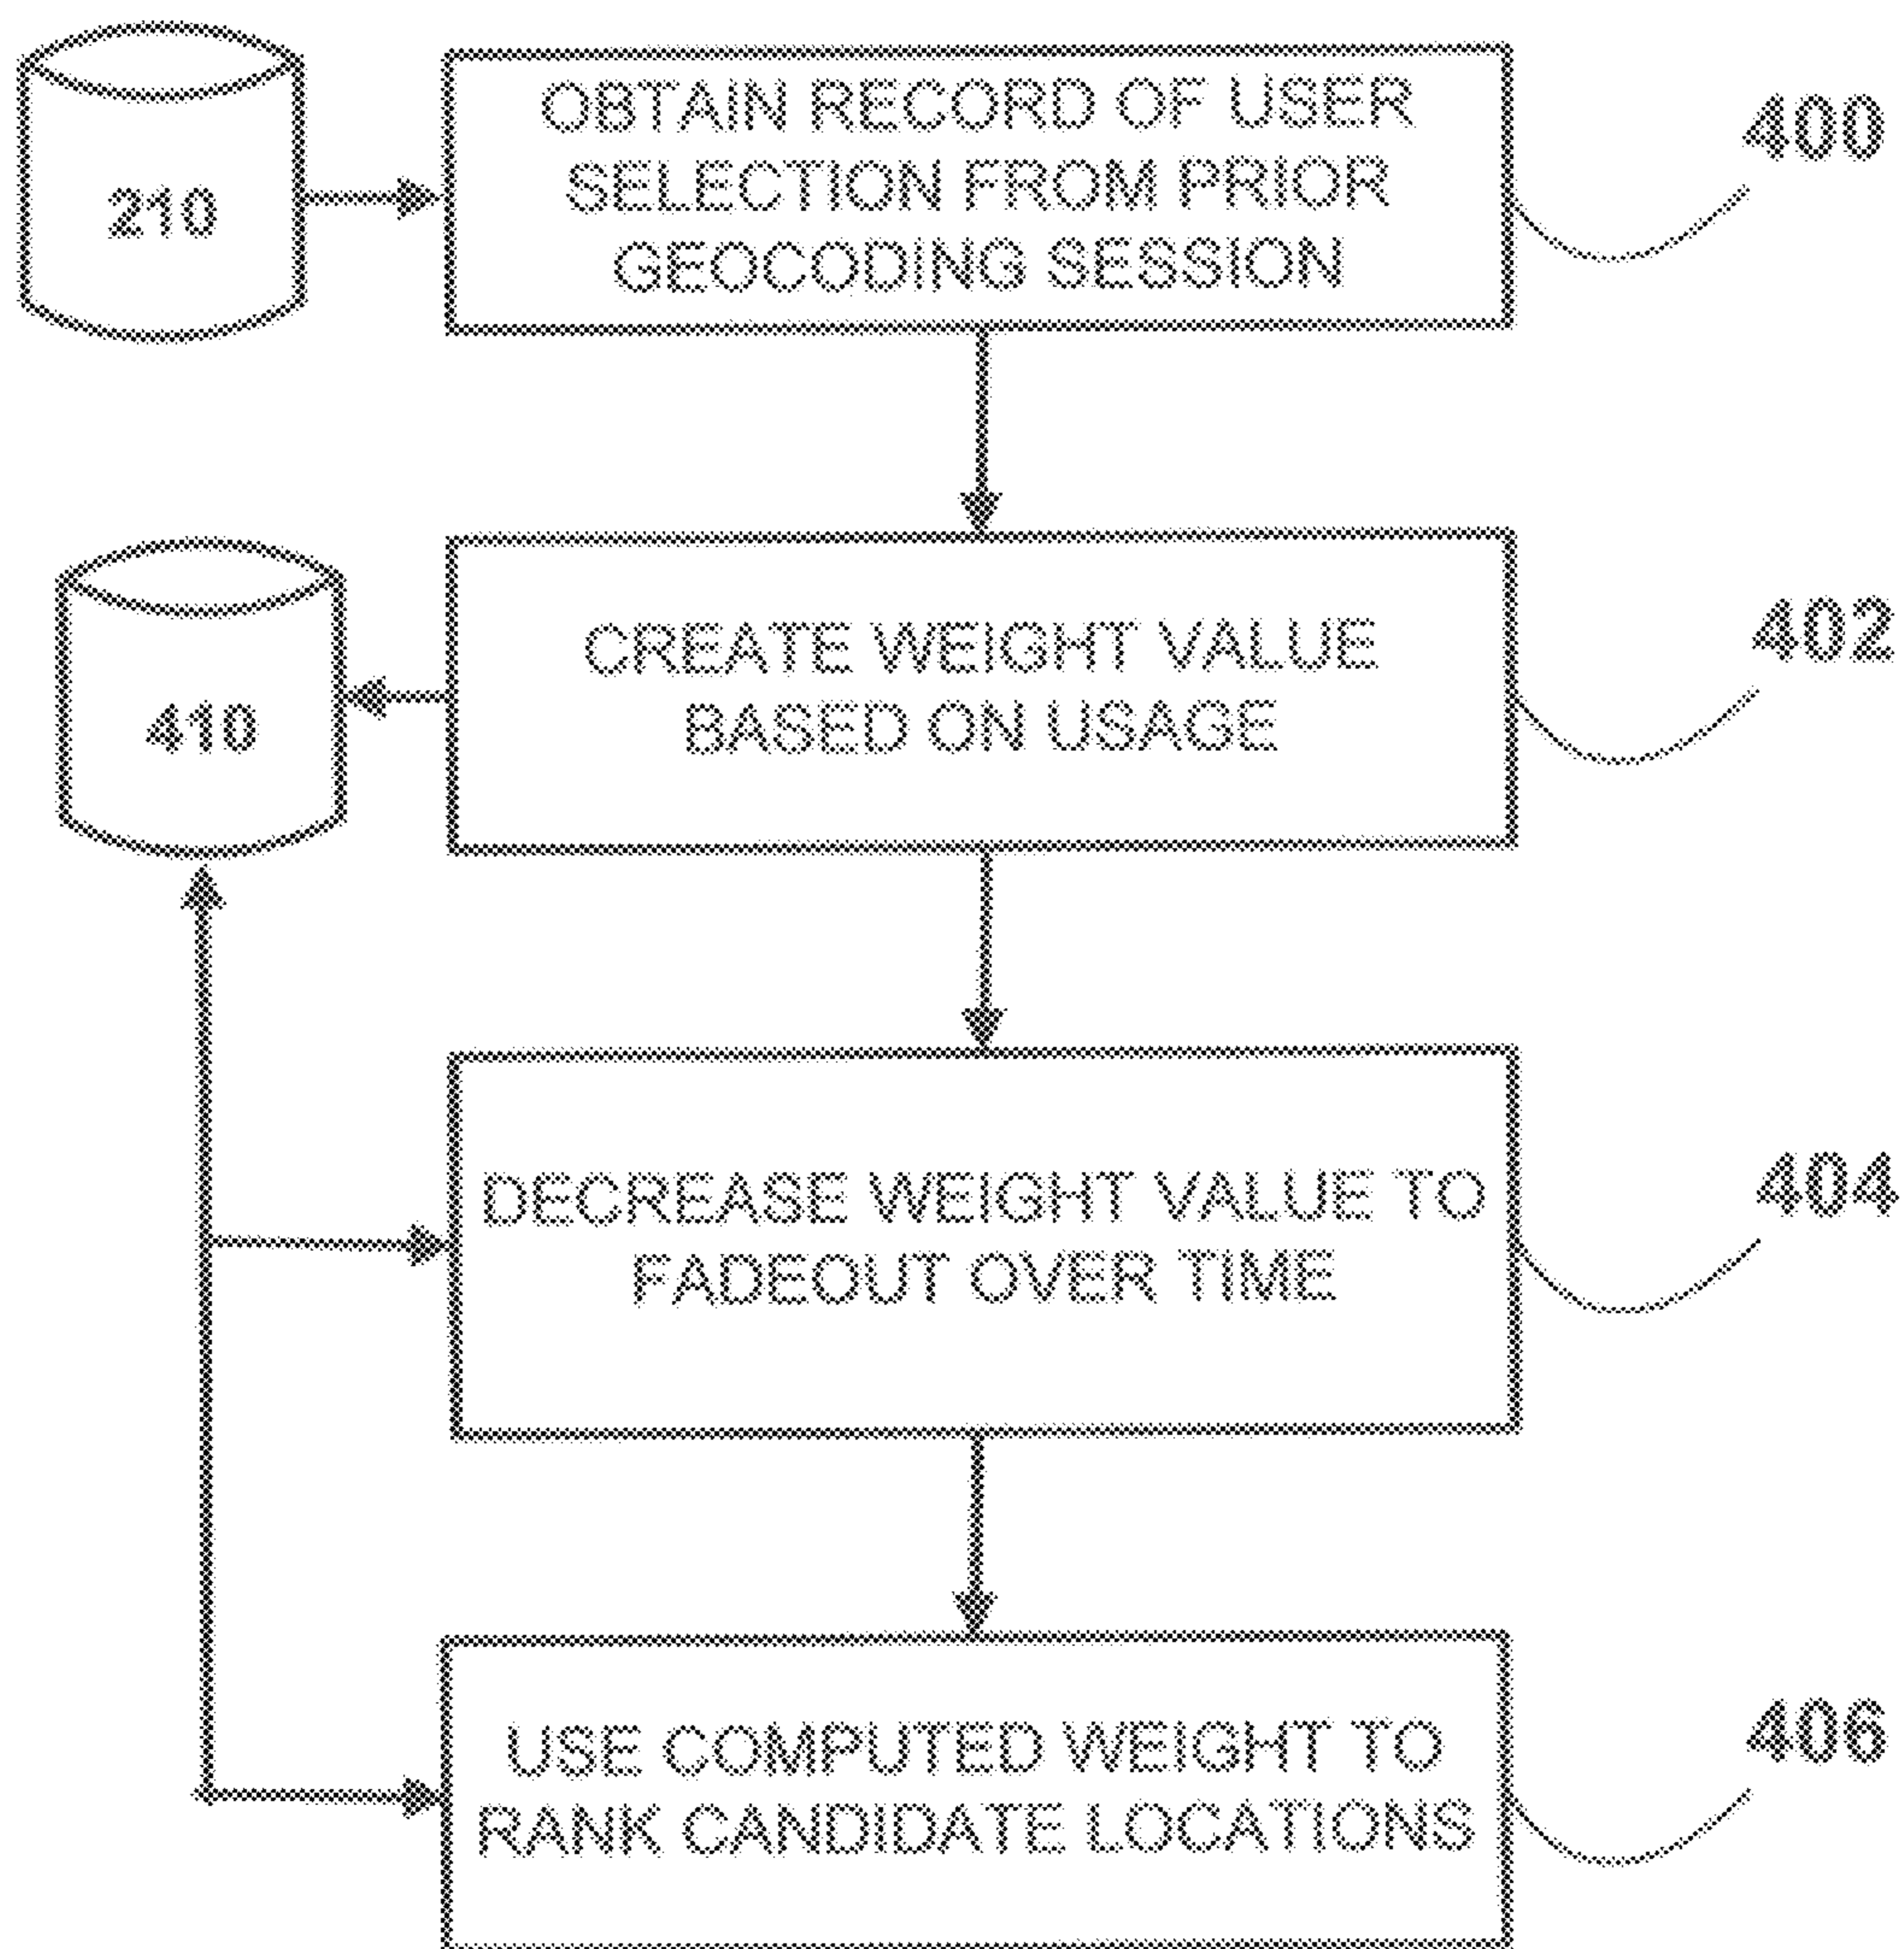 210
OBTAIN RECORD OF USER
SELECTION FROM PRIOR
GEOCODING SESSION
400
410
CREATE WEIGHT VALUE
BASED ON USAGE
402
DECREASE WEIGHT VALUE TO
FADEOUT OVER TIME
404
USE COMPUTED WEIGHT TO
RANK CANDIDATE LOCATIONS
406